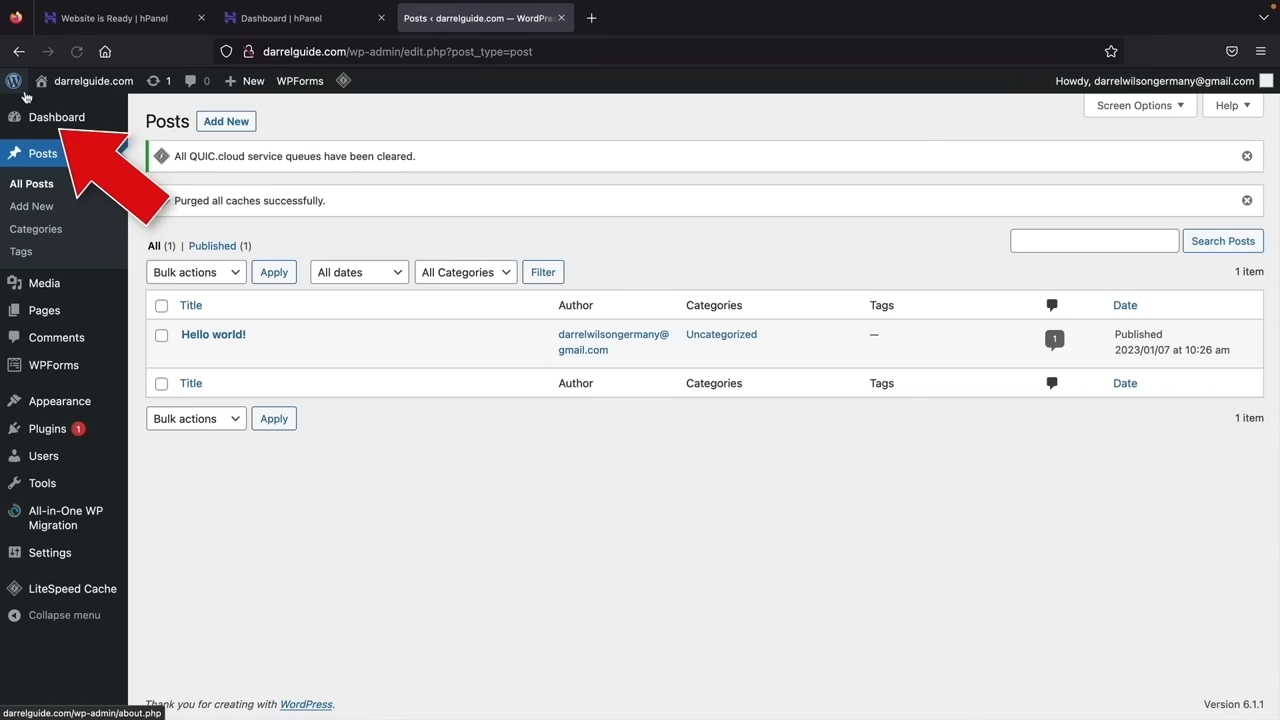 Website is Ready | hPanel
Dashboard | hPanel
Posts ‹ darrelguide.com — WordPre
darrelguide.com/wp-admin/edit.php?post_type=post
darrelguide.com
1
0
New
WPForms
Howdy, darrelwilsongermany@gmail.com
Dashboard
Posts
All Posts
Add New
Categories
Tags
Media
Pages
Comments
WPForms
Appearance
Plugins 1
Users
Tools
All-in-One WP
Migration
Settings
LiteSpeed Cache
Collapse menu
Screen Options
Help
Posts
Add New
All QUIC.cloud service queues have been cleared.
Purged all caches successfully.
All (1) | Published (1)
Search Posts
Bulk actions
Apply
All dates
All Categories
Filter
1 item
Title
Author
Categories
Tags
Date
Hello world!
darrelwilsongermany@
gmail.com
Uncategorized
—
1
Published
2023/01/07 at 10:26 am
Title
Author
Categories
Tags
Date
Bulk actions
Apply
1 item
Thank you for creating with WordPress.
Version 6.1.1
darrelguide.com/wp-admin/about.php